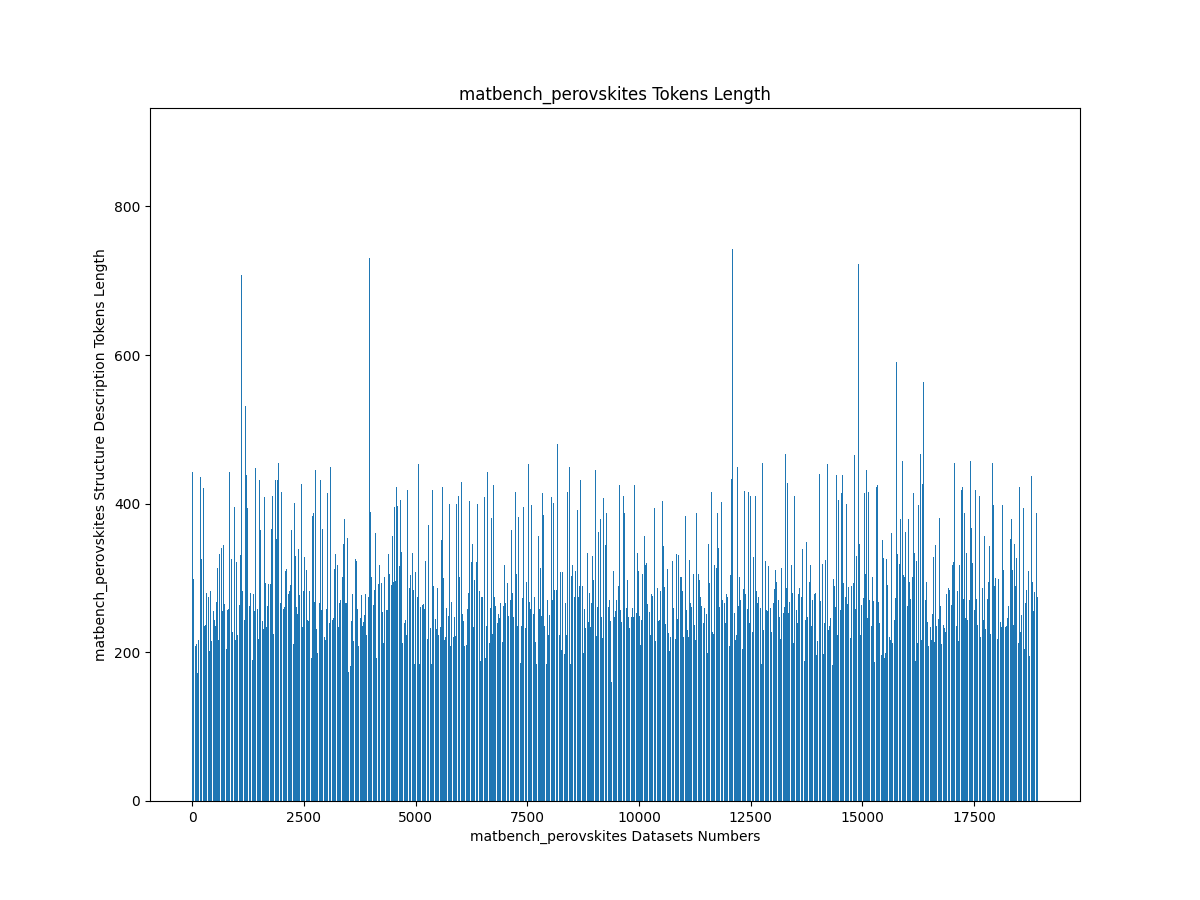 matbench_perovskites Tokens Length
matbench_perovskites Structure Description Tokens Length
800
600
400
200
0
0 2500 5000 7500 10000 12500 15000 17500
matbench_perovskites Datasets Numbers